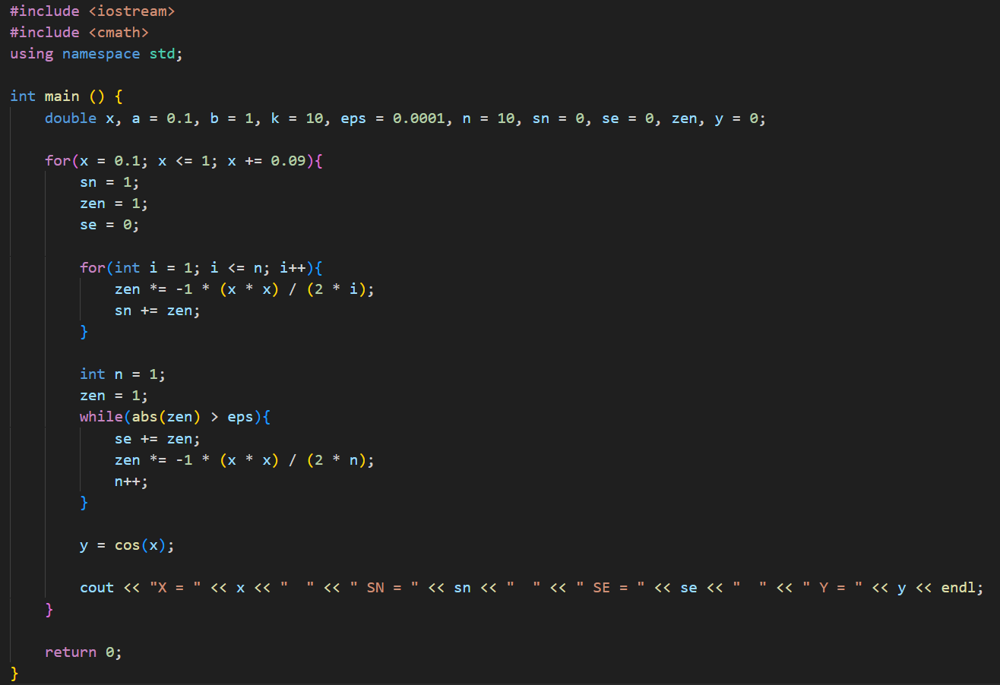 #include <iostream>
#include <cmath>
using namespace std;

int main () {
    double x, a = 0.1, b = 1, k = 10, eps = 0.0001, n = 10, sn = 0, se = 0, zen, y = 0;

    for(x = 0.1; x <= 1; x += 0.09){
        sn = 1;
        zen = 1;
        se = 0;

        for(int i = 1; i <= n; i++){
            zen *= -1 * (x * x) / (2 * i);
            sn += zen;
        }

        int n = 1;
        zen = 1;
        while(abs(zen) > eps){
            se += zen;
            zen *= -1 * (x * x) / (2 * n);
            n++;
        }

        y = cos(x);

        cout << "X = " << x << "  " << " SN = " << sn << "  " << " SE = " << se << "  " << " Y = " << y << endl;
    }

    return 0;
}